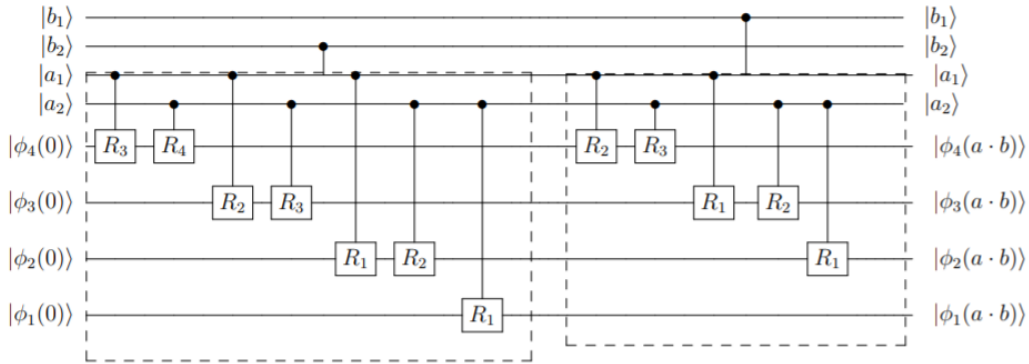 |b₁⟩ |b₁⟩
|b₂⟩ |b₂⟩
|a₁⟩ |a₁⟩
|a₂⟩ |a₂⟩
|ϕ₄(0)⟩ R₃ R₄ R₂ R₃ |ϕ₄(a · b)⟩
|ϕ₃(0)⟩ R₂ R₃ R₁ R₂ |ϕ₃(a · b)⟩
|ϕ₂(0)⟩ R₁ R₂ R₁ |ϕ₂(a · b)⟩
|ϕ₁(0)⟩ R₁ |ϕ₁(a · b)⟩